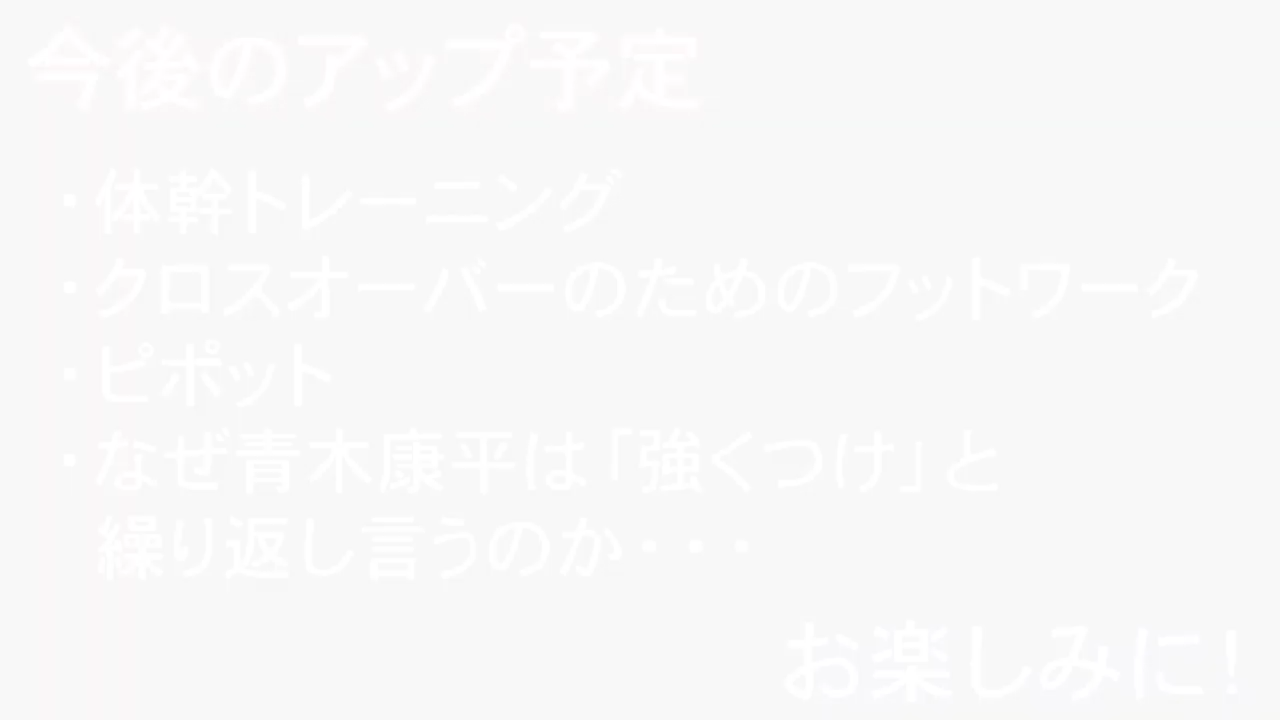 今後のアップ予定
・体幹トレーニング
・クロスオーバーのためのフットワーク
・ピポット
・なぜ青木康平は「強くつけ」と
繰り返し言うのか・・・
お楽しみに!